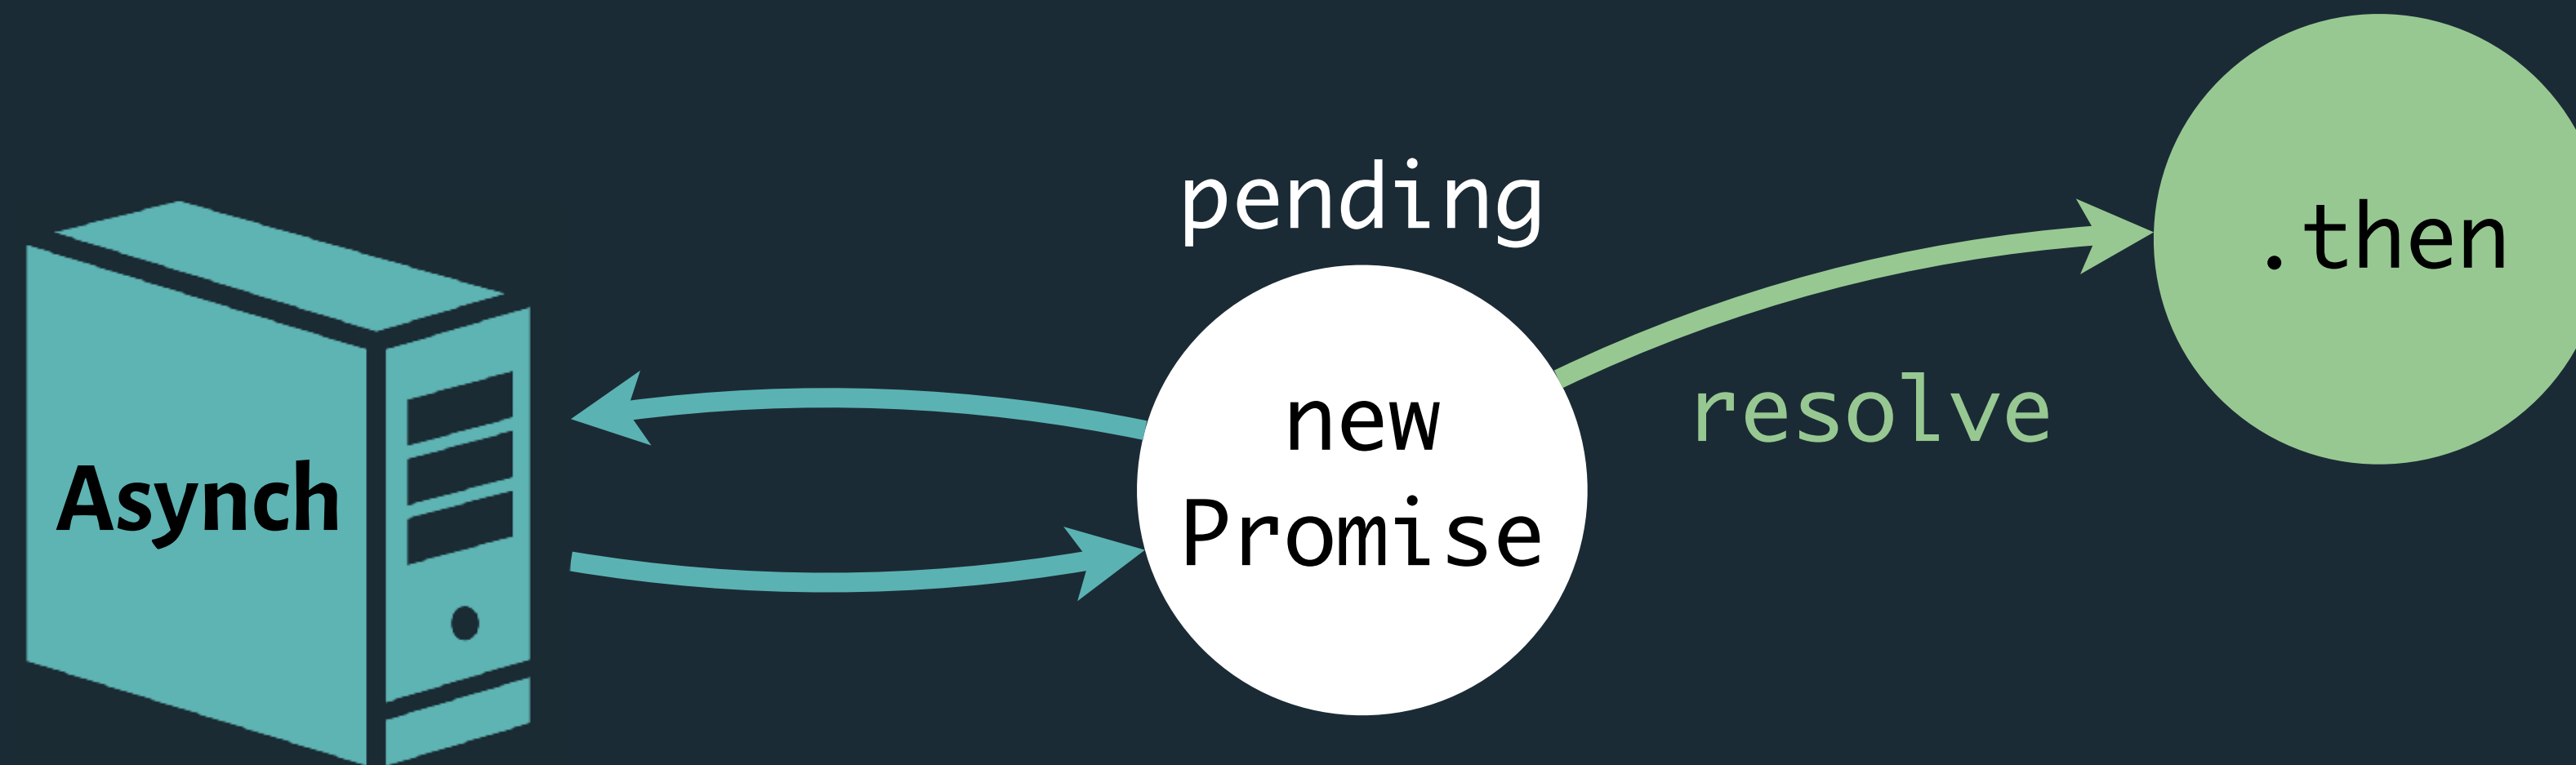 Asynch
pending
new
Promise
resolve
.then